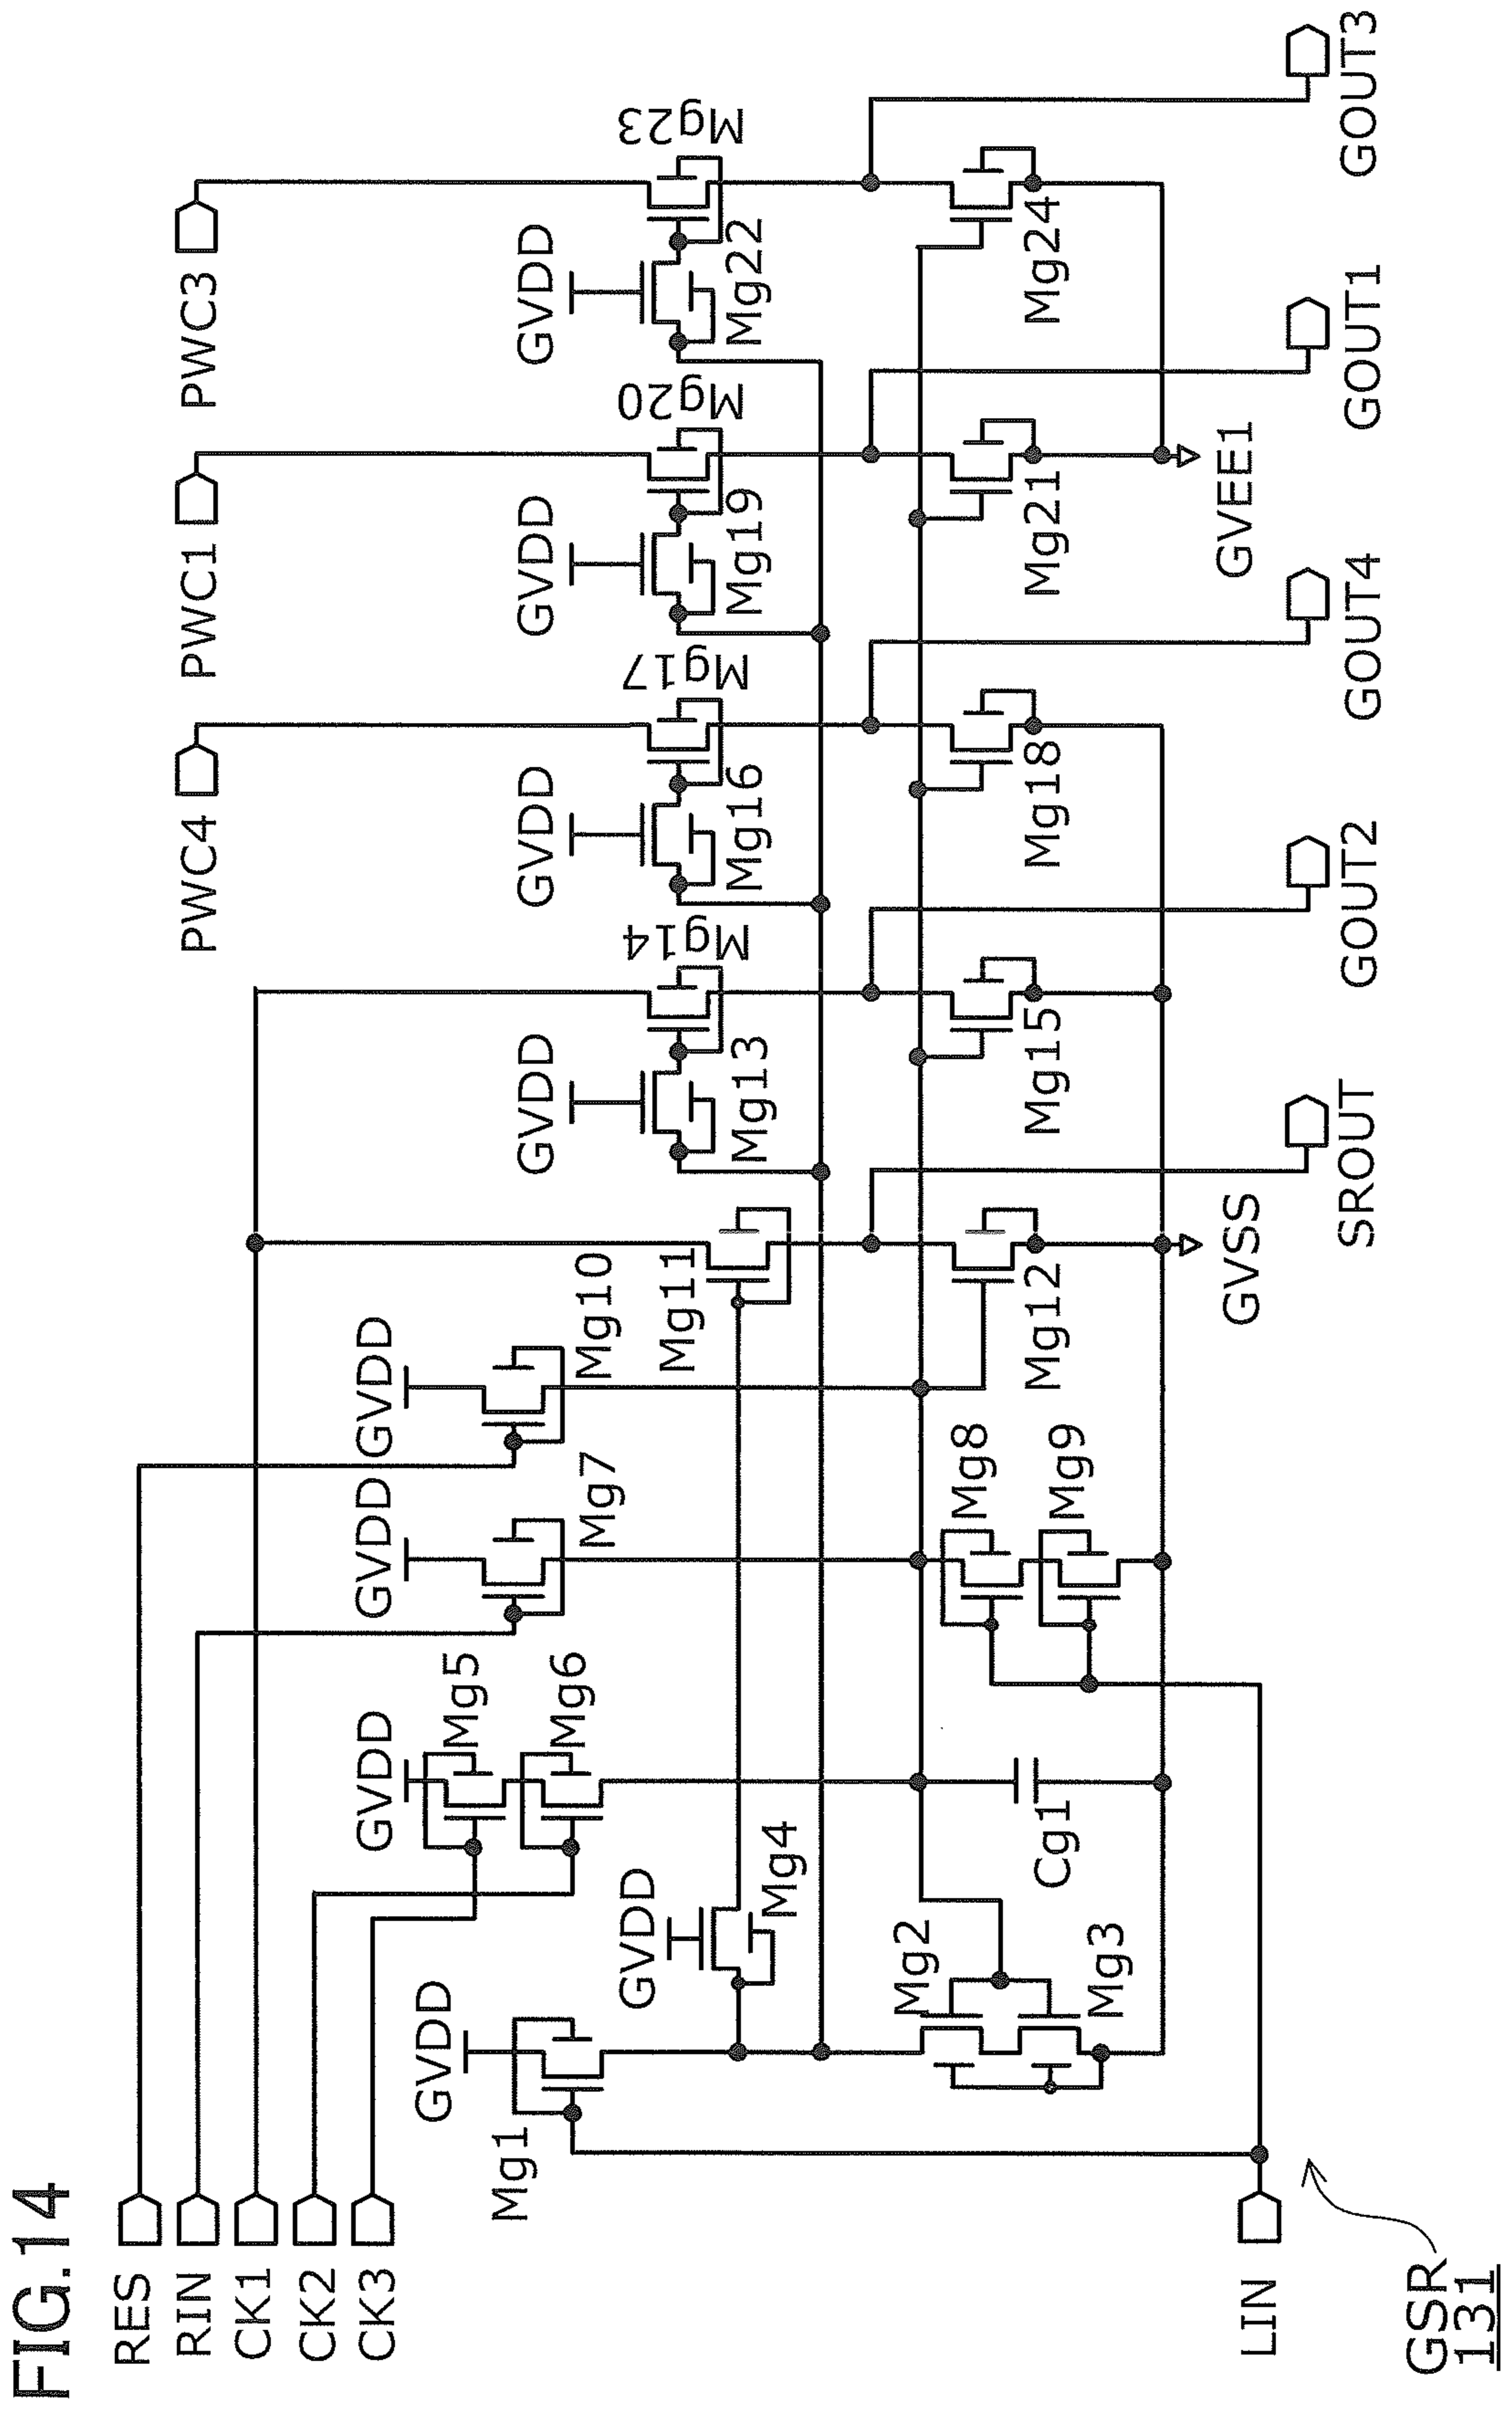 FIG.14
RES
RIN
CK1
CK2
CK3
PWC4
PWC1
PWC3
GVDD
GVDD
GVDD
GVDD
GVDD
GVDD
GVDD
GVDD
GVDD
Mg1
Mg5
Mg6
Mg7
Mg10
Mg4
Mg11
Mg13
Mg14
Mg16
Mg17
Mg19
Mg20
Mg22
Mg23
Mg2
Mg3
Cg1
Mg8
Mg9
Mg12
Mg15
Mg18
Mg21
Mg24
LIN
GVSS
GVEE1
SROUT
GOUT2
GOUT4
GOUT1
GOUT3
GSR
131